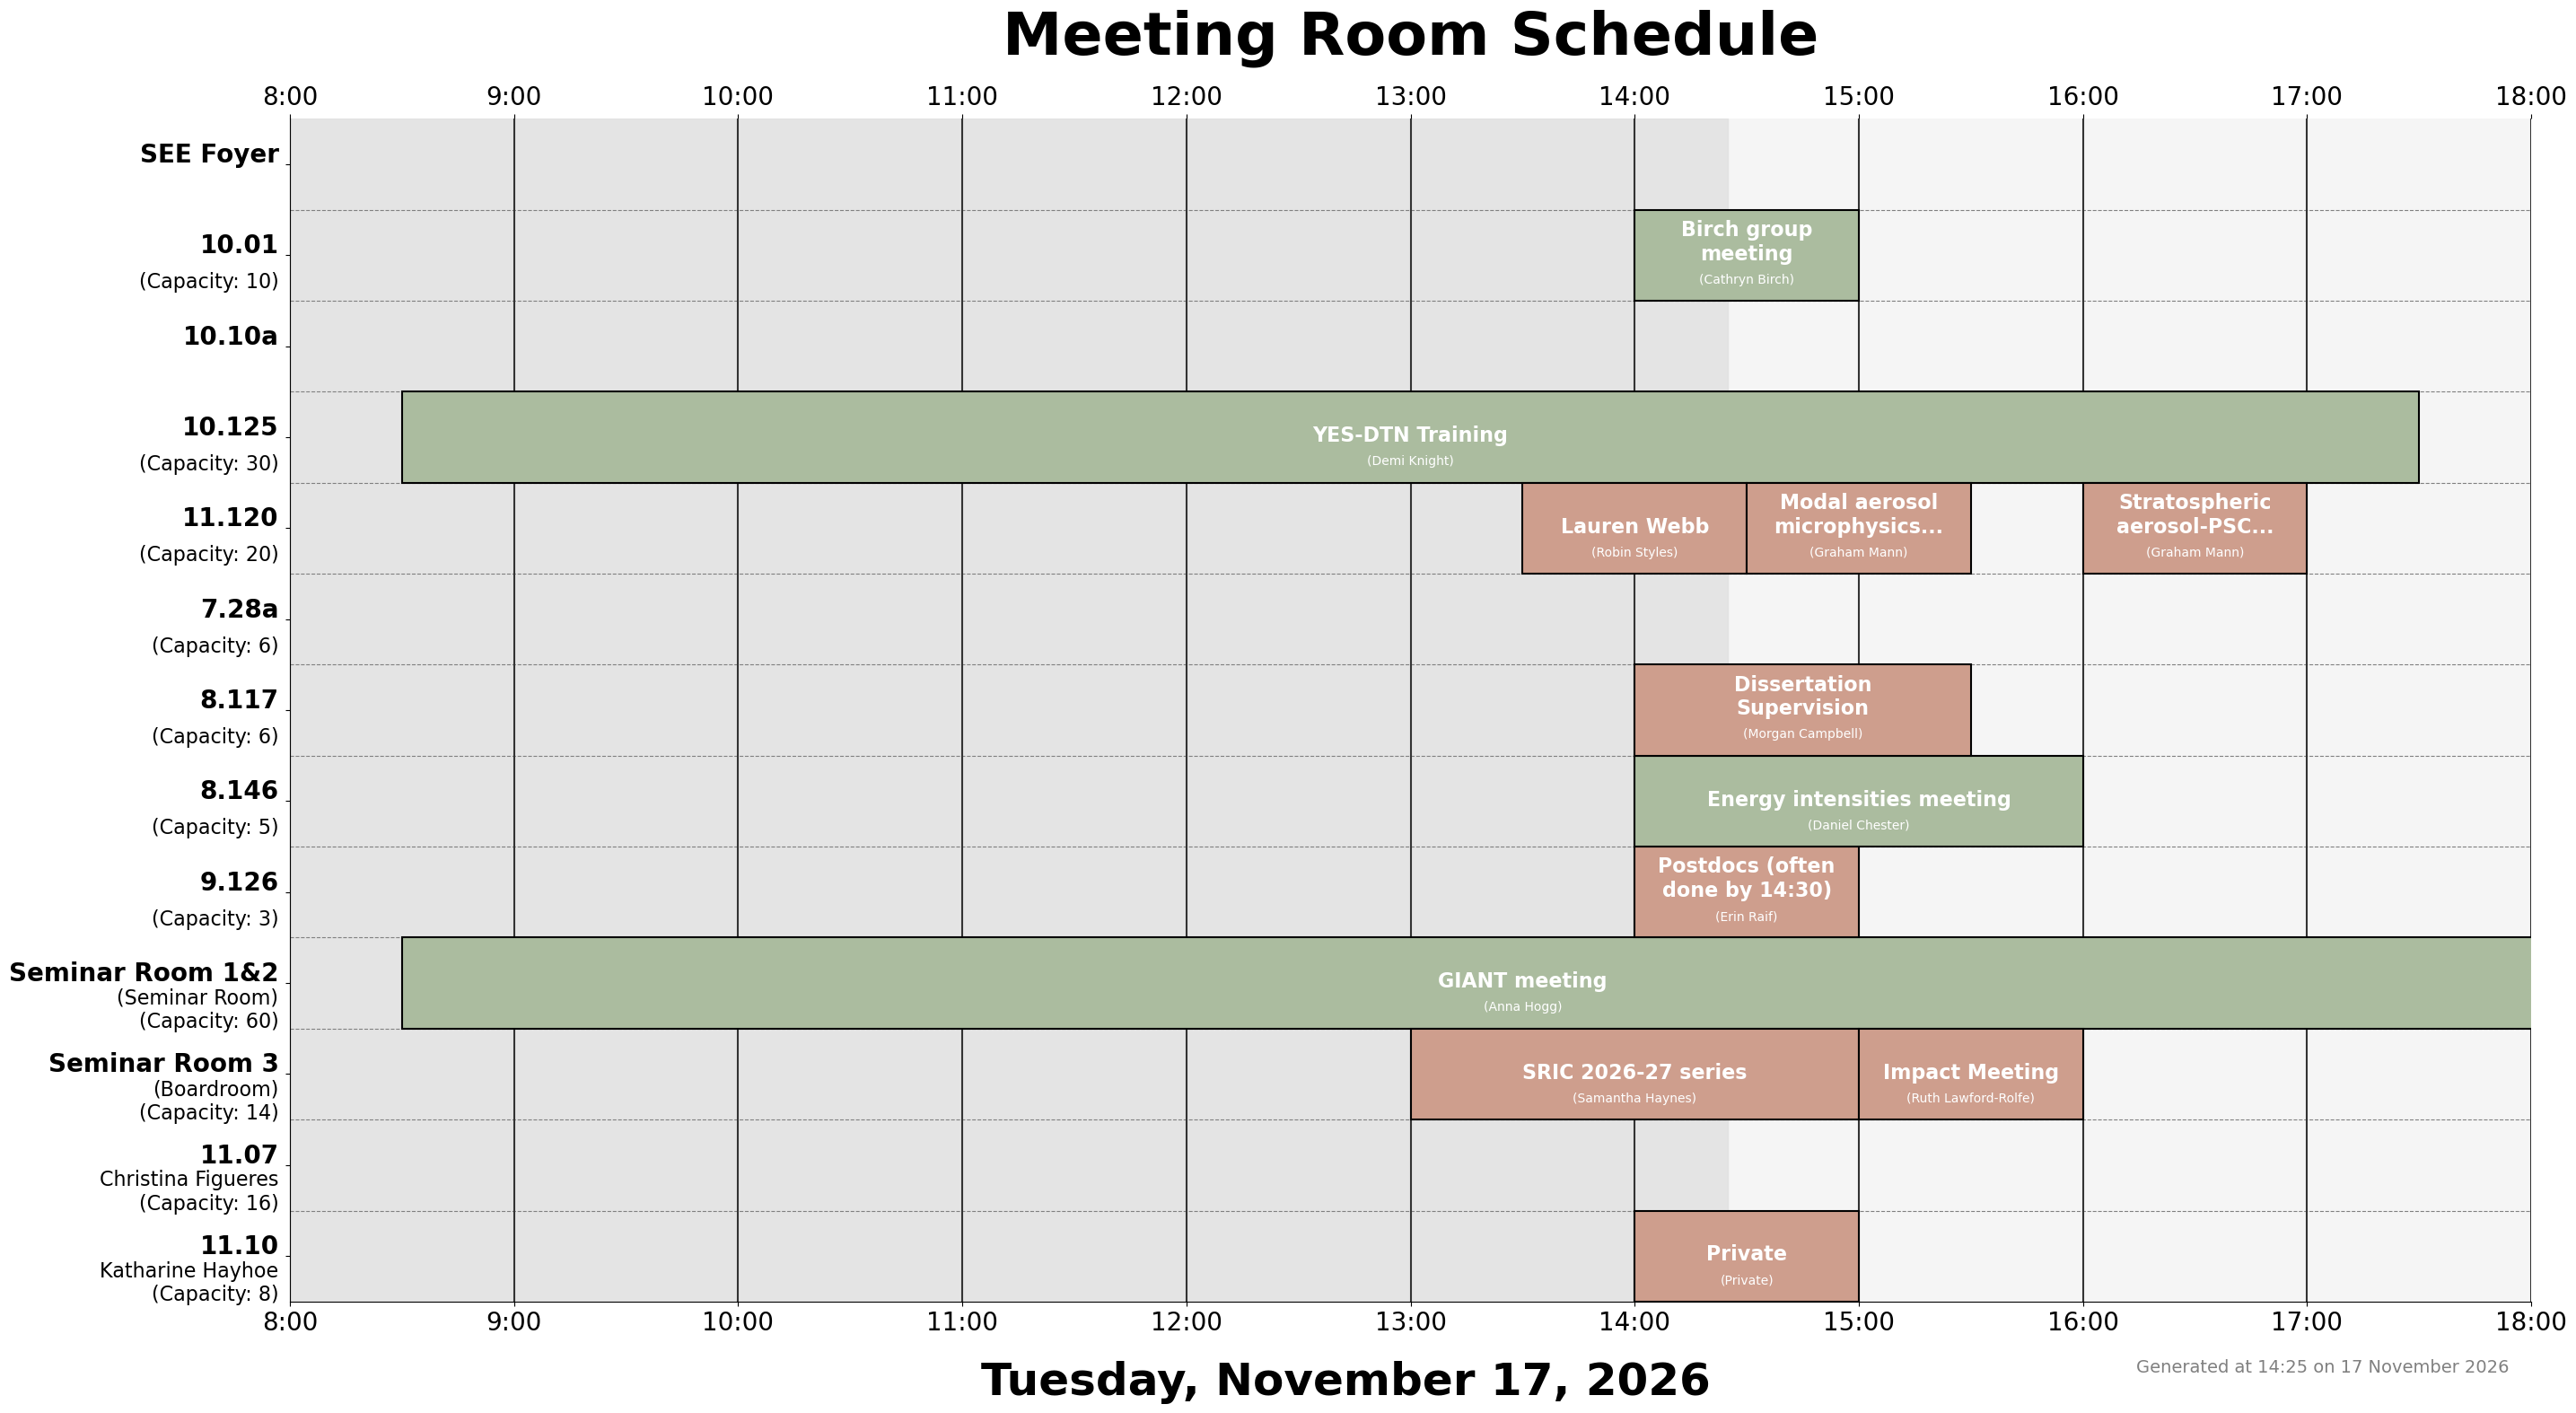 Meeting Room Schedule
8:00 9:00 10:00 11:00 12:00 13:00 14:00 15:00 16:00 17:00 18:00
SEE Foyer
10.01
(Capacity: 10)
Birch group
meeting
(Cathryn Birch)
10.10a
10.125
(Capacity: 30)
YES-DTN Training
(Demi Knight)
11.120
(Capacity: 20)
Lauren Webb
(Robin Styles)
Modal aerosol
microphysics...
(Graham Mann)
Stratospheric
aerosol-PSC...
(Graham Mann)
7.28a
(Capacity: 6)
8.117
(Capacity: 6)
Dissertation
Supervision
(Morgan Campbell)
8.146
(Capacity: 5)
Energy intensities meeting
(Daniel Chester)
9.126
(Capacity: 3)
Postdocs (often
done by 14:30)
(Erin Raif)
Seminar Room 1&2
(Seminar Room)
(Capacity: 60)
GIANT meeting
(Anna Hogg)
Seminar Room 3
(Boardroom)
(Capacity: 14)
SRIC 2026-27 series
(Samantha Haynes)
Impact Meeting
(Ruth Lawford-Rolfe)
11.07
Christina Figueres
(Capacity: 16)
11.10
Katharine Hayhoe
(Capacity: 8)
Private
(Private)
8:00 9:00 10:00 11:00 12:00 13:00 14:00 15:00 16:00 17:00 18:00
Tuesday, November 17, 2026
Generated at 14:25 on 17 November 2026